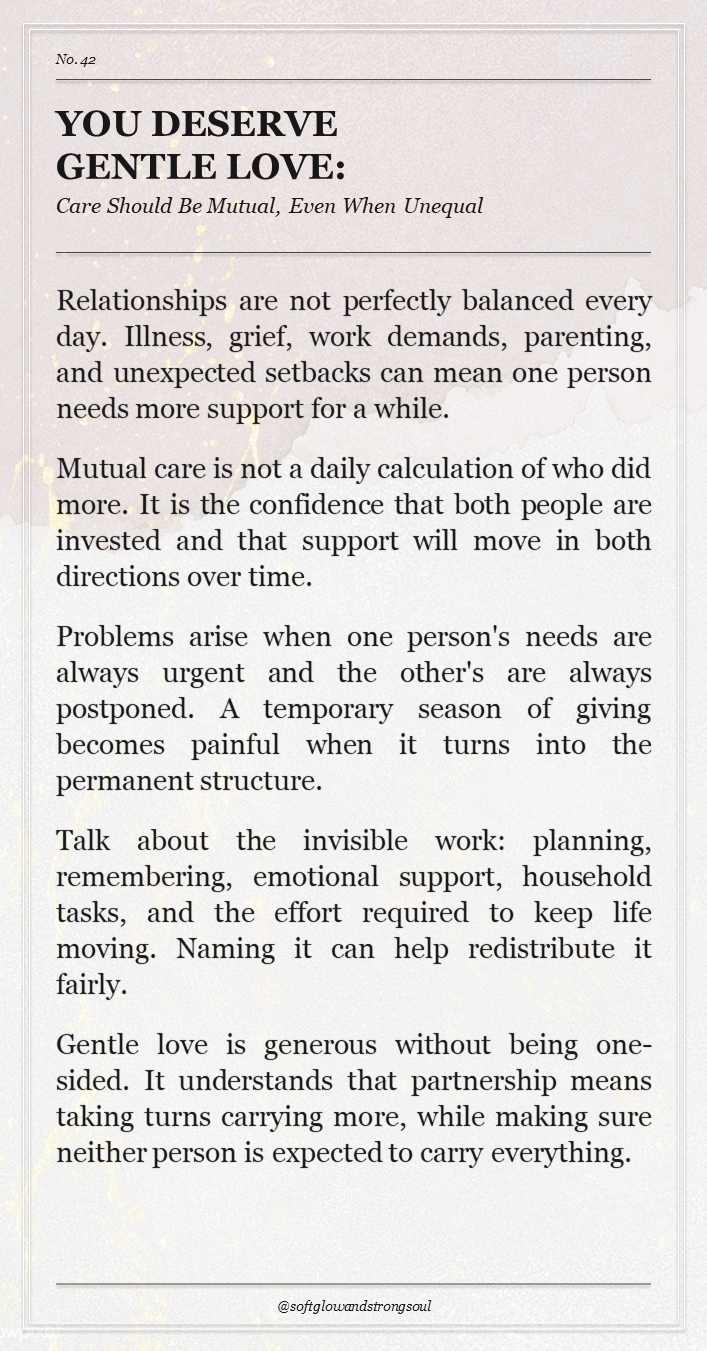 No. 42
YOU DESERVE
GENTLE LOVE:
Care Should Be Mutual, Even When Unequal
Relationships are not perfectly balanced every
day. Illness, grief, work demands, parenting,
and unexpected setbacks can mean one person
needs more support for a while.
Mutual care is not a daily calculation of who did
more. It is the confidence that both people are
invested and that support will move in both
directions over time.
Problems arise when one person's needs are
always urgent and the other's are always
postponed. A temporary season of giving
becomes painful when it turns into the
permanent structure.
Talk about the invisible work: planning,
remembering, emotional support, household
tasks, and the effort required to keep life
moving. Naming it can help redistribute it
fairly.
Gentle love is generous without being one-
sided. It understands that partnership means
taking turns carrying more, while making sure
neither person is expected to carry everything.
@softglowandstrongsoul